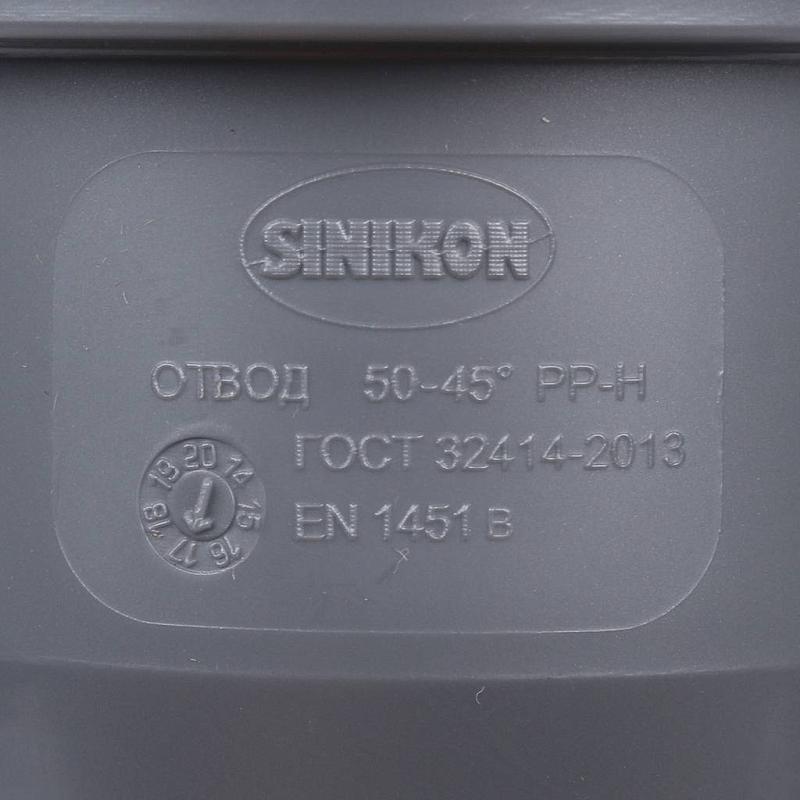 SINIKON
ОТВОД 50-45° PP-H
ГОСТ 32414-2013
EN 1451 B
19 20 14 15 16 17 18